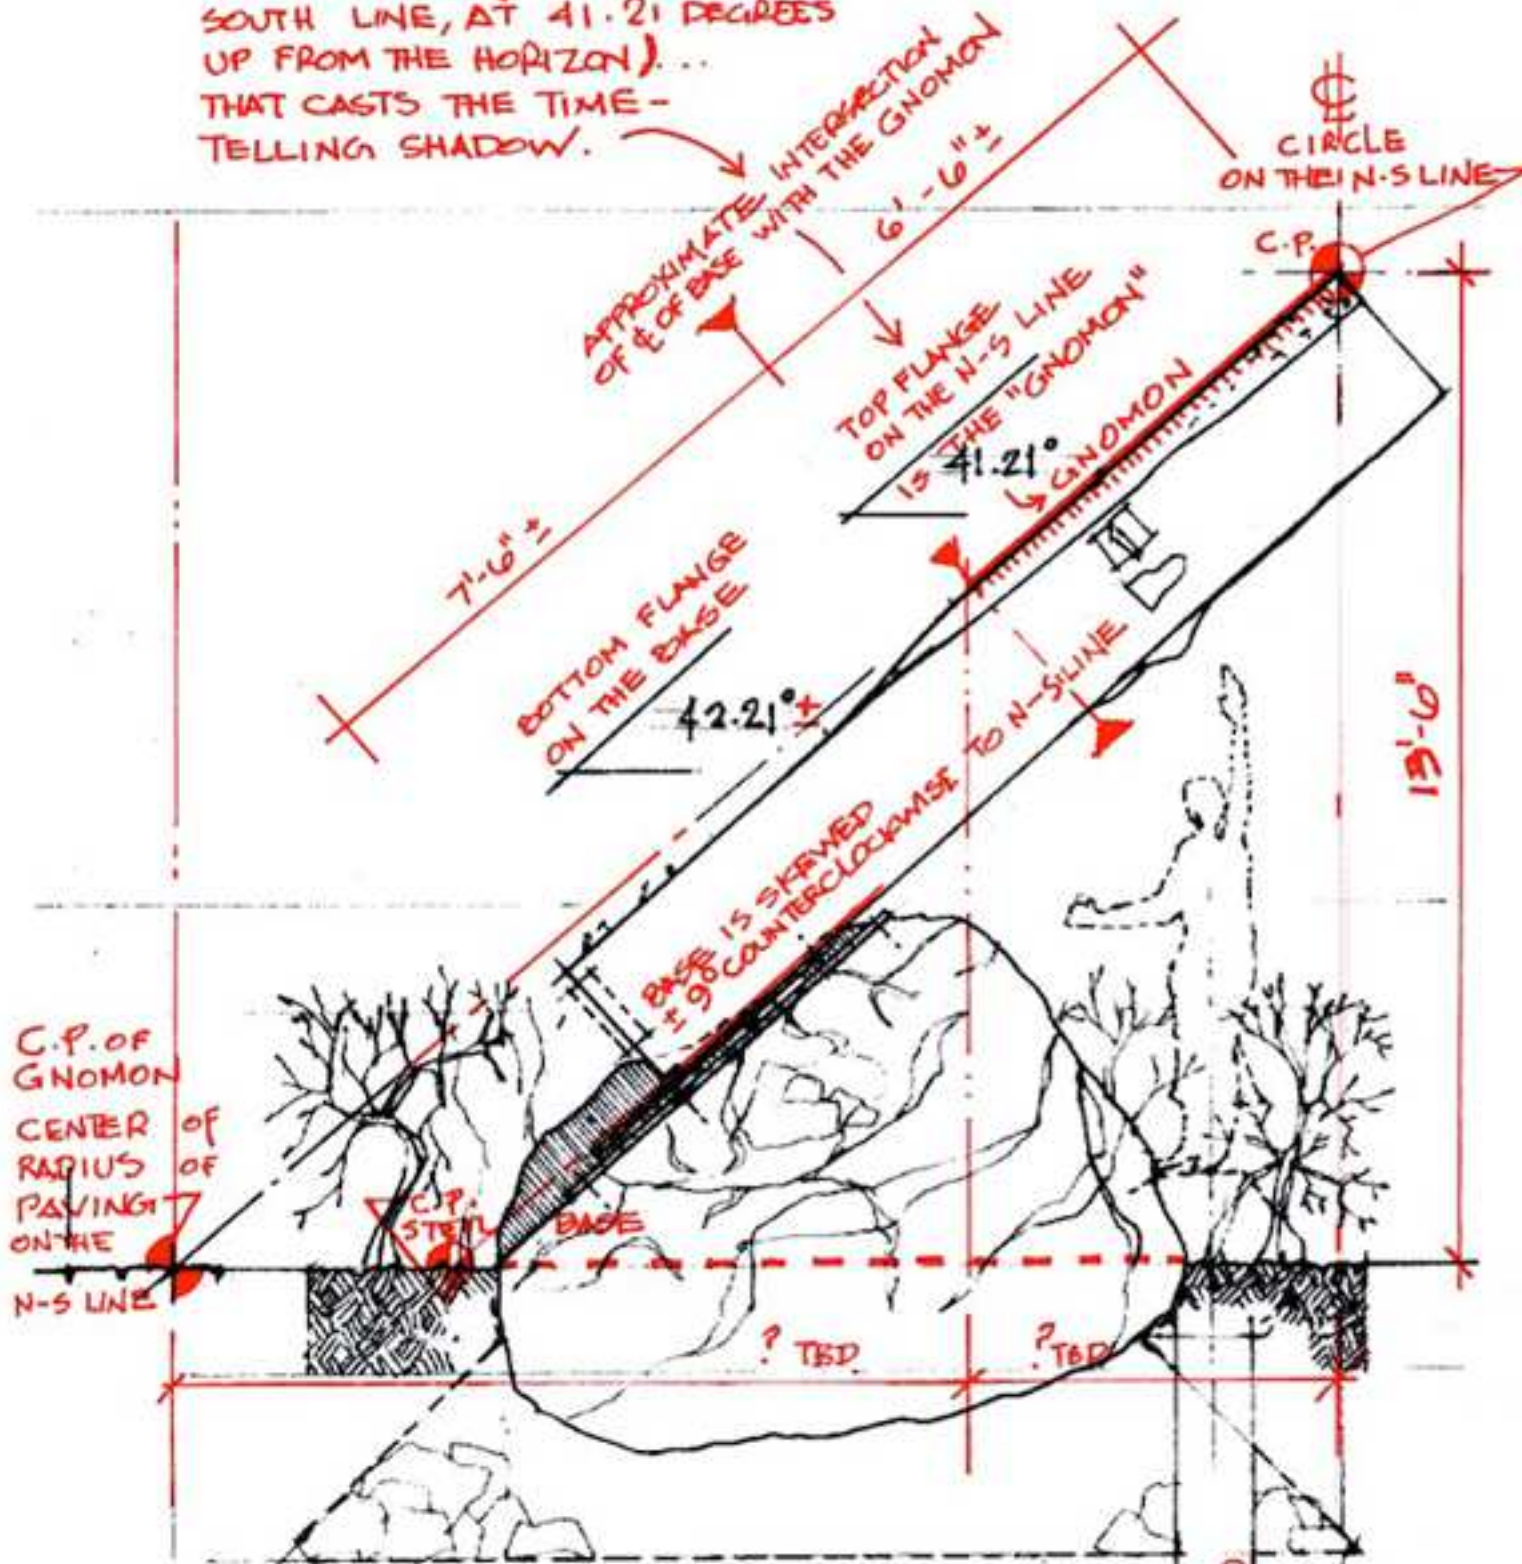 SOUTH LINE, AT 41.21 DEGREES
UP FROM THE HORIZON)...
THAT CASTS THE TIME-
TELLING SHADOW.
APPROXIMATE INTERSECTION
OF ℄ OF BASE WITH THE GNOMON
6'-6" ±
℄
CIRCLE
ON THE N-S LINE
C.P.
TOP FLANGE
ON THE N-S LINE
IS THE "GNOMON"
41.21°
GNOMON
7'-6" ±
BOTTOM FLANGE
ON THE BASE
42.21° ±
BASE IS SKEWED
± 9° COUNTERCLOCKWISE TO N-S LINE
13'-6"
C.P. OF
GNOMON
CENTER OF
RADIUS OF
PAVING
ON THE
N-S LINE
C.P.
STEEL
BASE
? TBD
? TBD